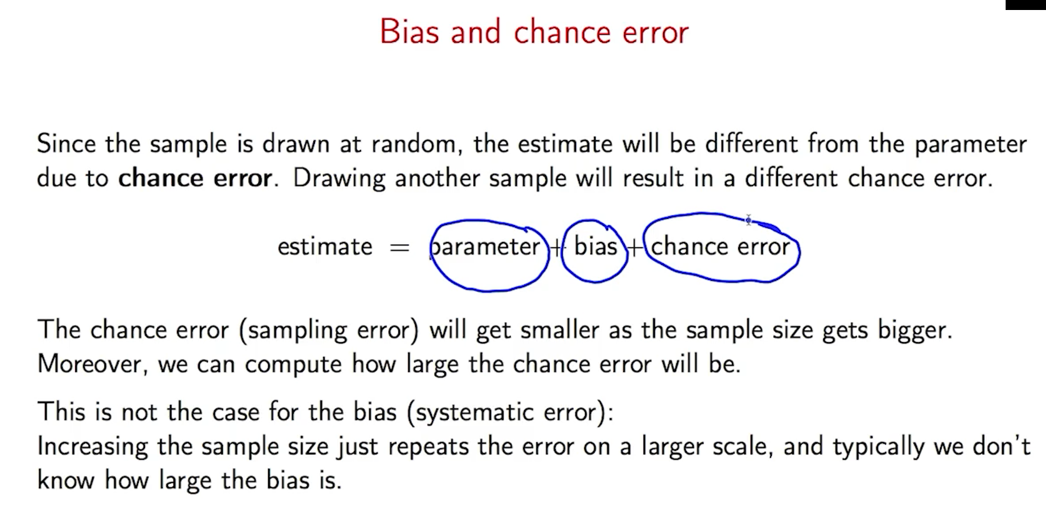 Bias and chance error
Since the sample is drawn at random, the estimate will be different from the parameter
due to chance error. Drawing another sample will result in a different chance error.
estimate = parameter + bias + chance error
The chance error (sampling error) will get smaller as the sample size gets bigger.
Moreover, we can compute how large the chance error will be.
This is not the case for the bias (systematic error):
Increasing the sample size just repeats the error on a larger scale, and typically we don't
know how large the bias is.